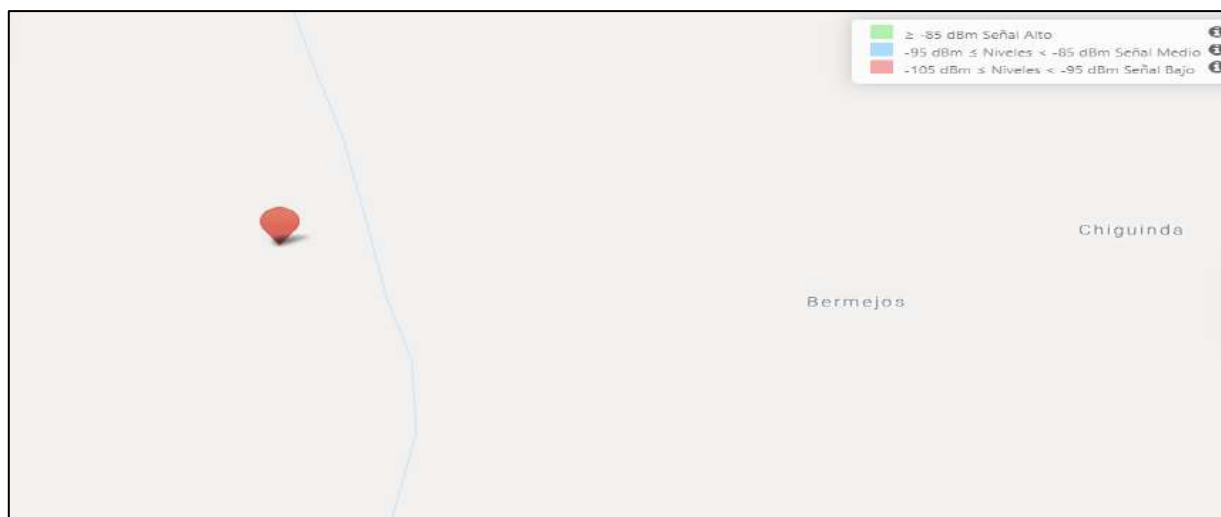 ≥ -85 dBm Señal Alto
-95 dBm ≤ Niveles < -85 dBm Señal Medio
-105 dBm ≤ Niveles < -95 dBm Señal Bajo
Chiguinda
Bermejos